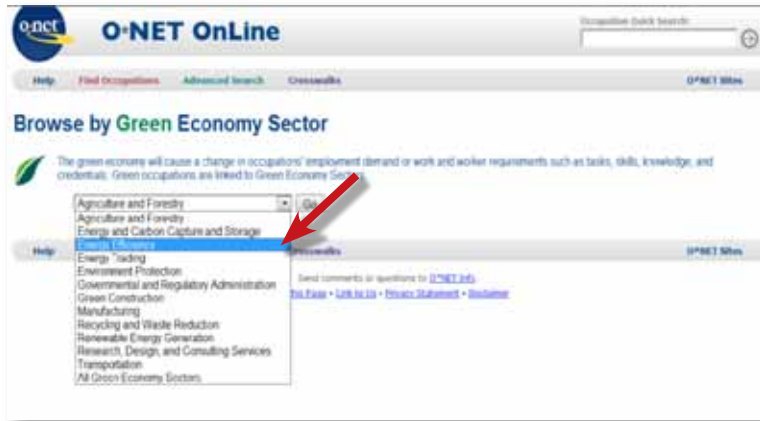 o·net
O·NET OnLine
Occupation Quick Search:
Help Find Occupations Advanced Search Crosswalks O*NET Sites
Browse by Green Economy Sector
The green economy will cause a change in occupations' employment demand or work and worker requirements such as tasks, skills, knowledge, and
credentials. Green occupations are linked to Green Economy
Agriculture and Forestry Go
Agriculture and Forestry
Energy and Carbon Capture and Storage
Energy Efficiency
Energy Trading
Environment Protection
Governmental and Regulatory Administration
Green Construction
Manufacturing
Recycling and Waste Reduction
Renewable Energy Generation
Research, Design, and Consulting Services
Transportation
All Green Economy Sectors
Help Crosswalks O*NET Sites
Send comments or questions to O*NET Info.
this Page • Link to Us • Privacy Statement • Disclaimer